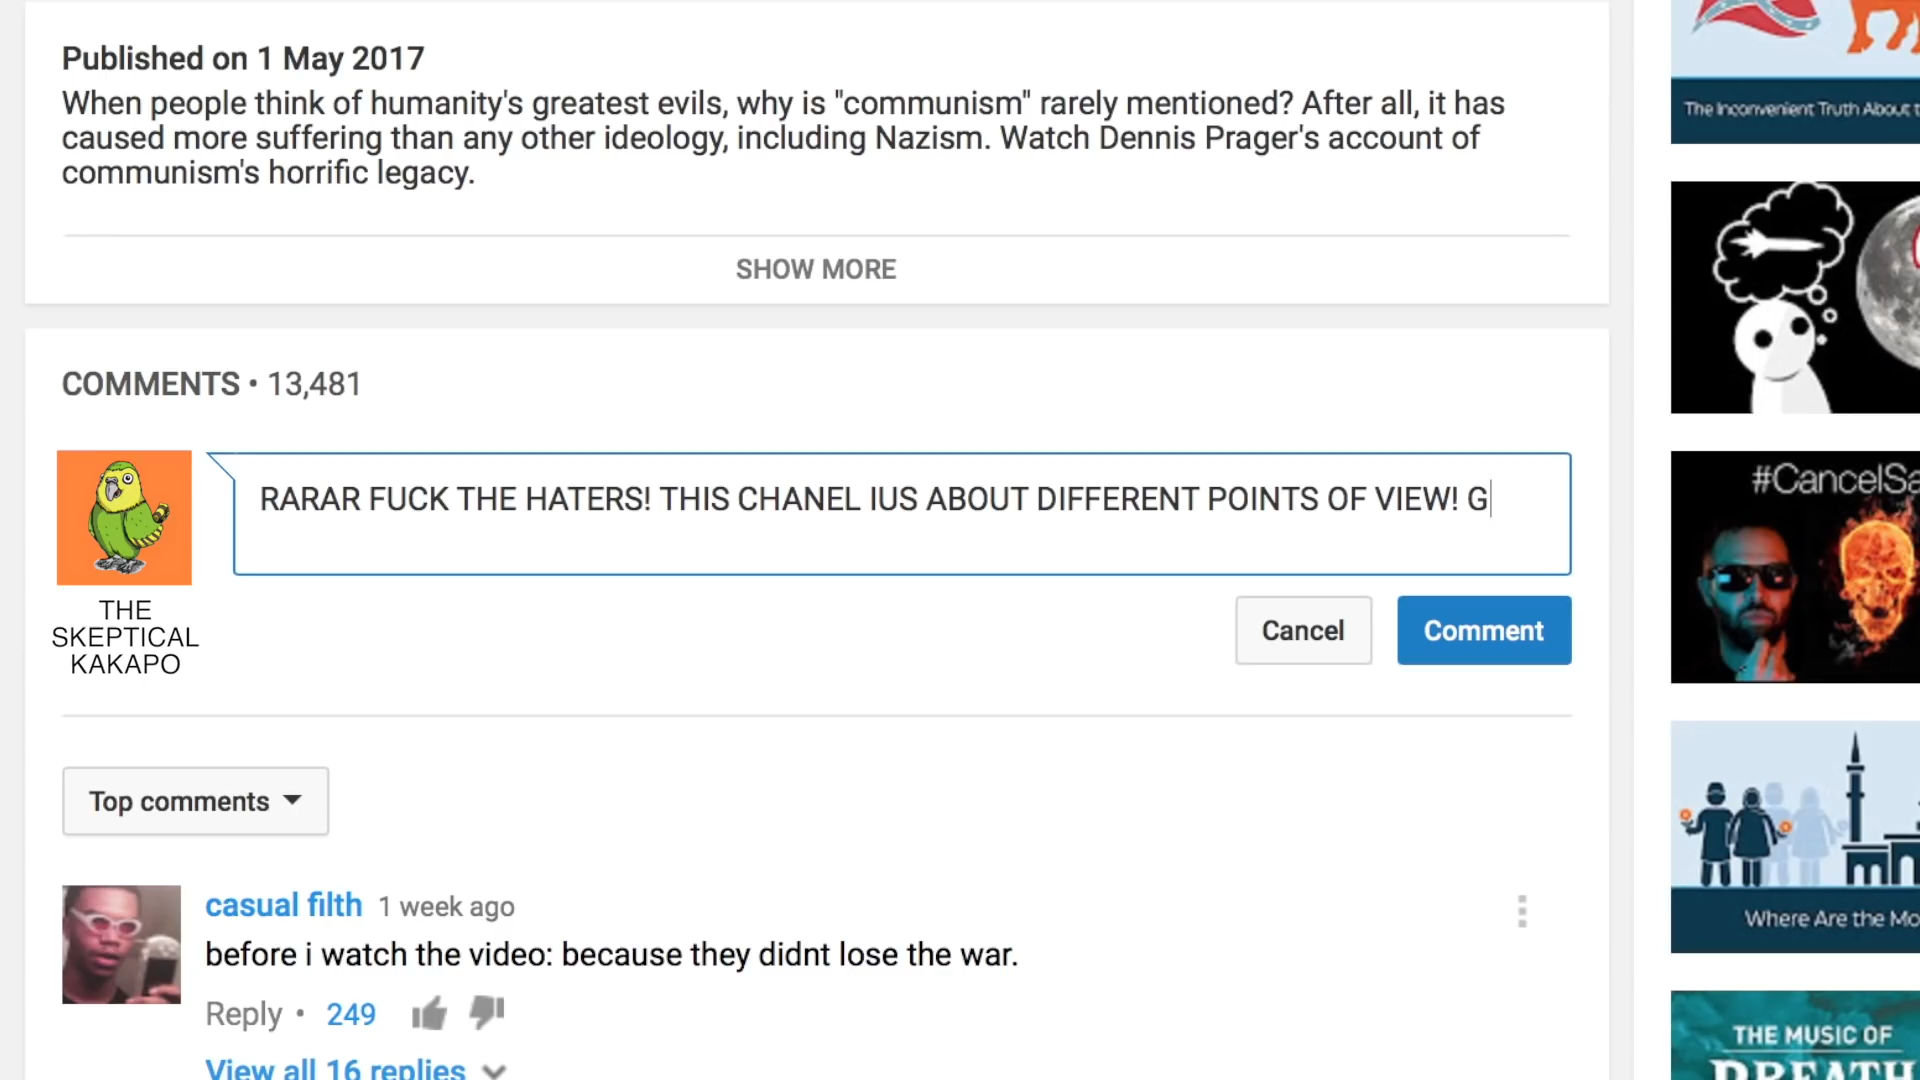 Published on 1 May 2017
When people think of humanity's greatest evils, why is "communism" rarely mentioned? After all, it has
caused more suffering than any other ideology, including Nazism. Watch Dennis Prager's account of
communism's horrific legacy.
SHOW MORE
COMMENTS • 13,481
RARAR FUCK THE HATERS! THIS CHANEL IUS ABOUT DIFFERENT POINTS OF VIEW! G
THE
SKEPTICAL
KAKAPO
Cancel
Comment
Top comments
casual filth 1 week ago
before i watch the video: because they didnt lose the war.
Reply • 249
View all 16 replies
The Inconvenient Truth About
#CancelSa
Where Are the Mo
THE MUSIC OF
BREATH